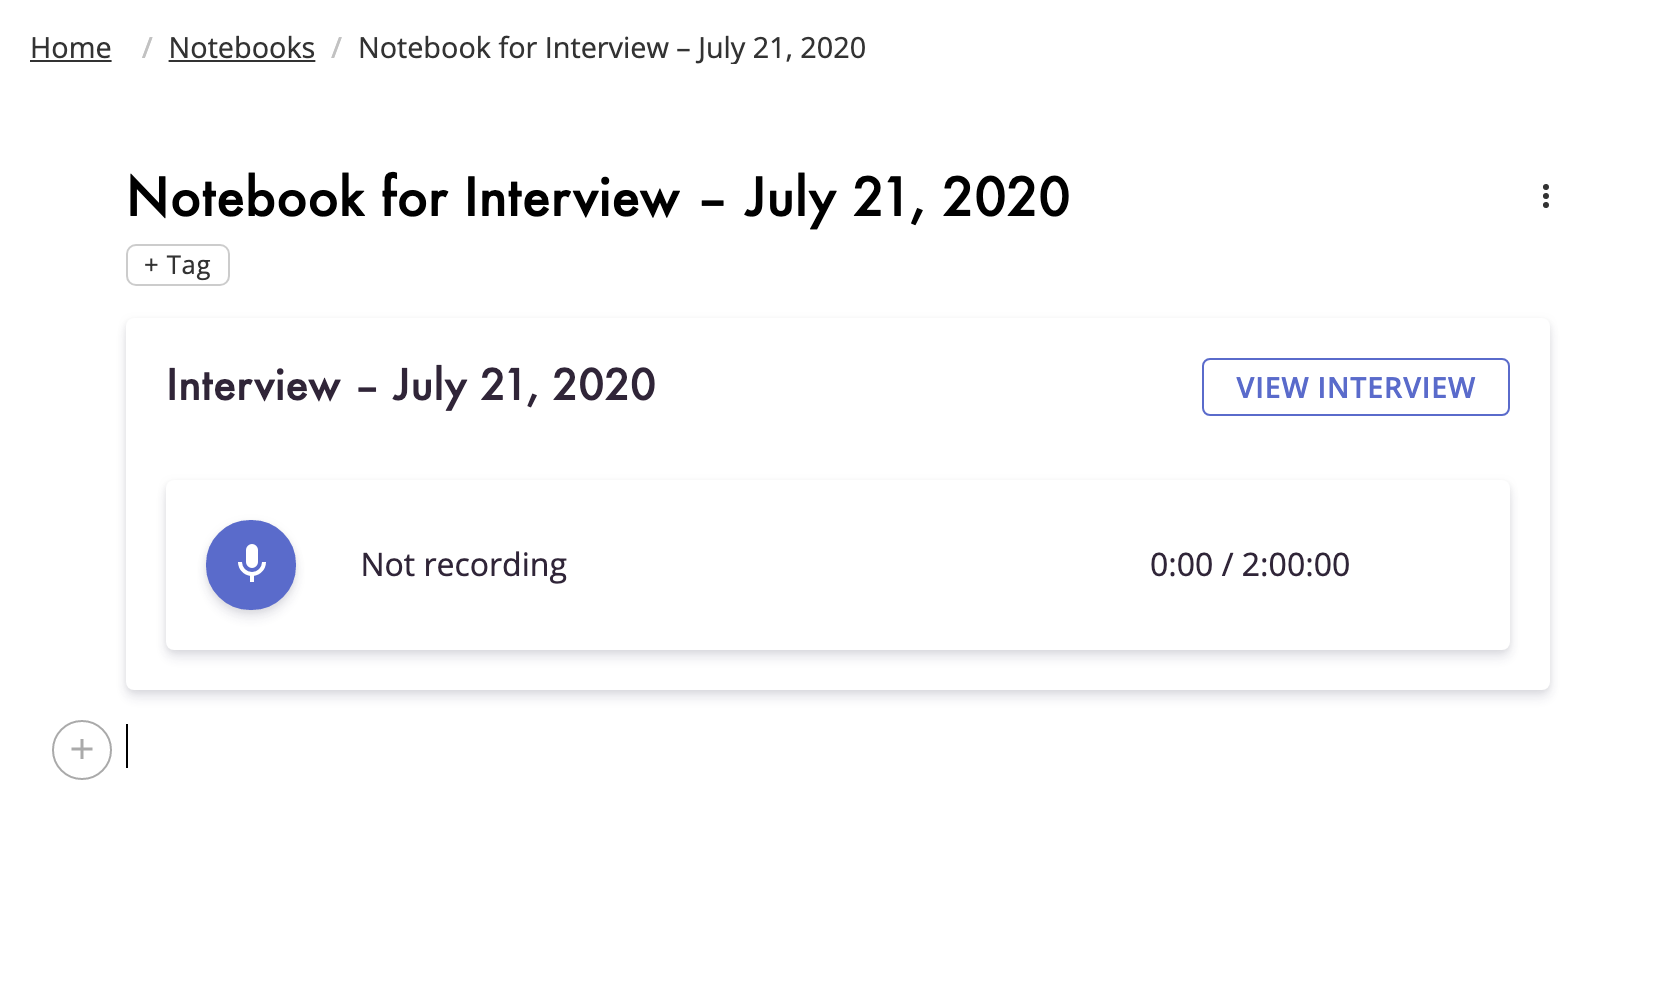 Home / Notebooks / Notebook for Interview – July 21, 2020
Notebook for Interview – July 21, 2020
+ Tag
Interview – July 21, 2020
VIEW INTERVIEW
Not recording
0:00 / 2:00:00